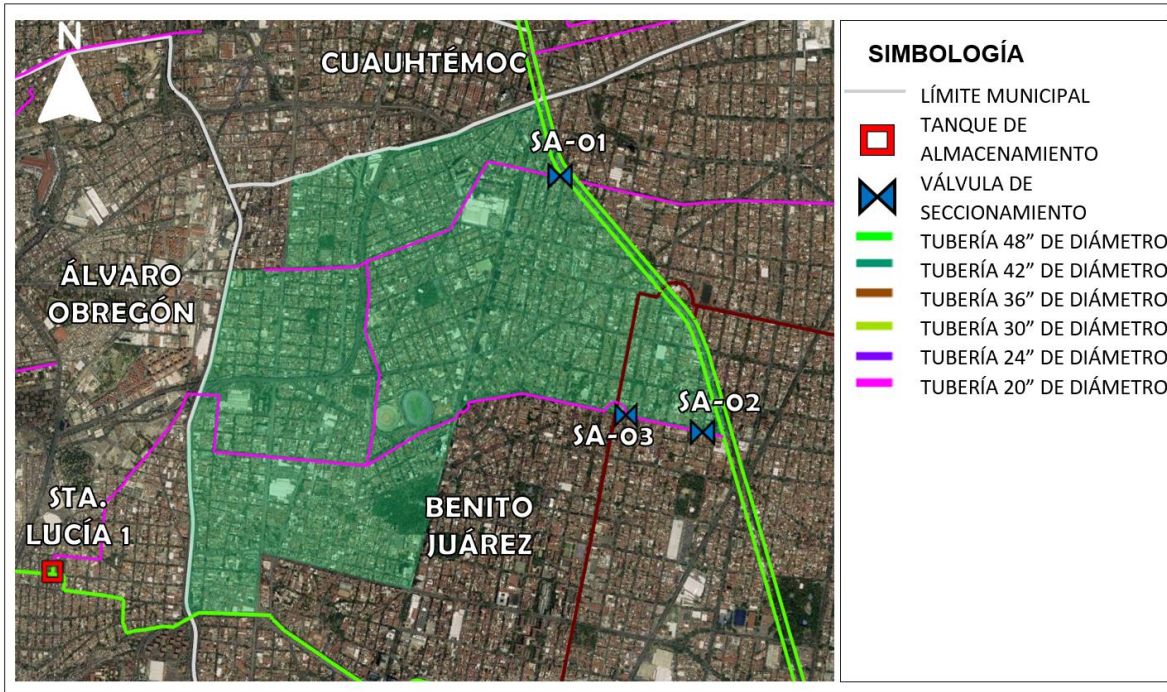 N
CUAUHTÉMOC
SA-01
ÁLVARO
OBREGÓN
SA-02
SA-03
STA.
LUCÍA 1
BENITO
JUÁREZ
SIMBOLOGÍA
LÍMITE MUNICIPAL
TANQUE DE
ALMACENAMIENTO
VÁLVULA DE
SECCIONAMIENTO
TUBERÍA 48” DE DIÁMETRO
TUBERÍA 42” DE DIÁMETRO
TUBERÍA 36” DE DIÁMETRO
TUBERÍA 30” DE DIÁMETRO
TUBERÍA 24” DE DIÁMETRO
TUBERÍA 20” DE DIÁMETRO